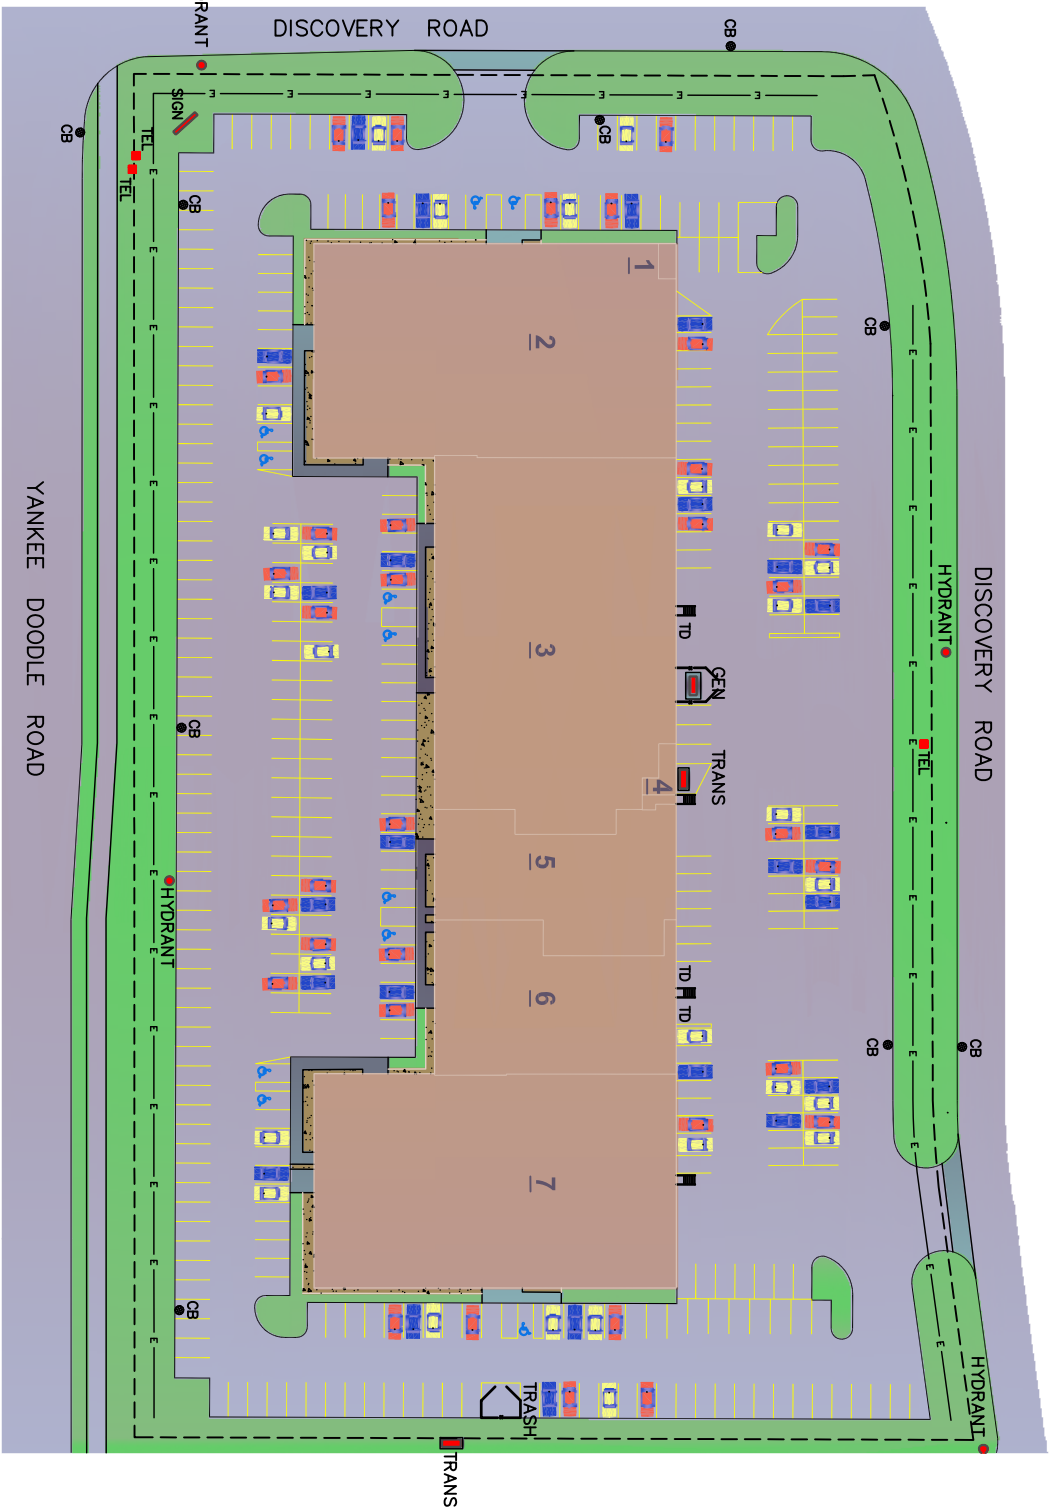 RANT
DISCOVERY ROAD
CB
SIGN
CB
CB
TEL
TEL
CB
1
CB
2
YANKEE DOODLE ROAD
HYDRANT
DISCOVERY ROAD
TD
3
GEN
CB
TEL
TRANS
4
5
HYDRANT
TD
6
TD
CB
CB
7
CB
HYDRANT
TRASH
TRANS
E E E E E E E E
E E E E E E E E E E E E E E E E
E E E E E E E E E E E E E